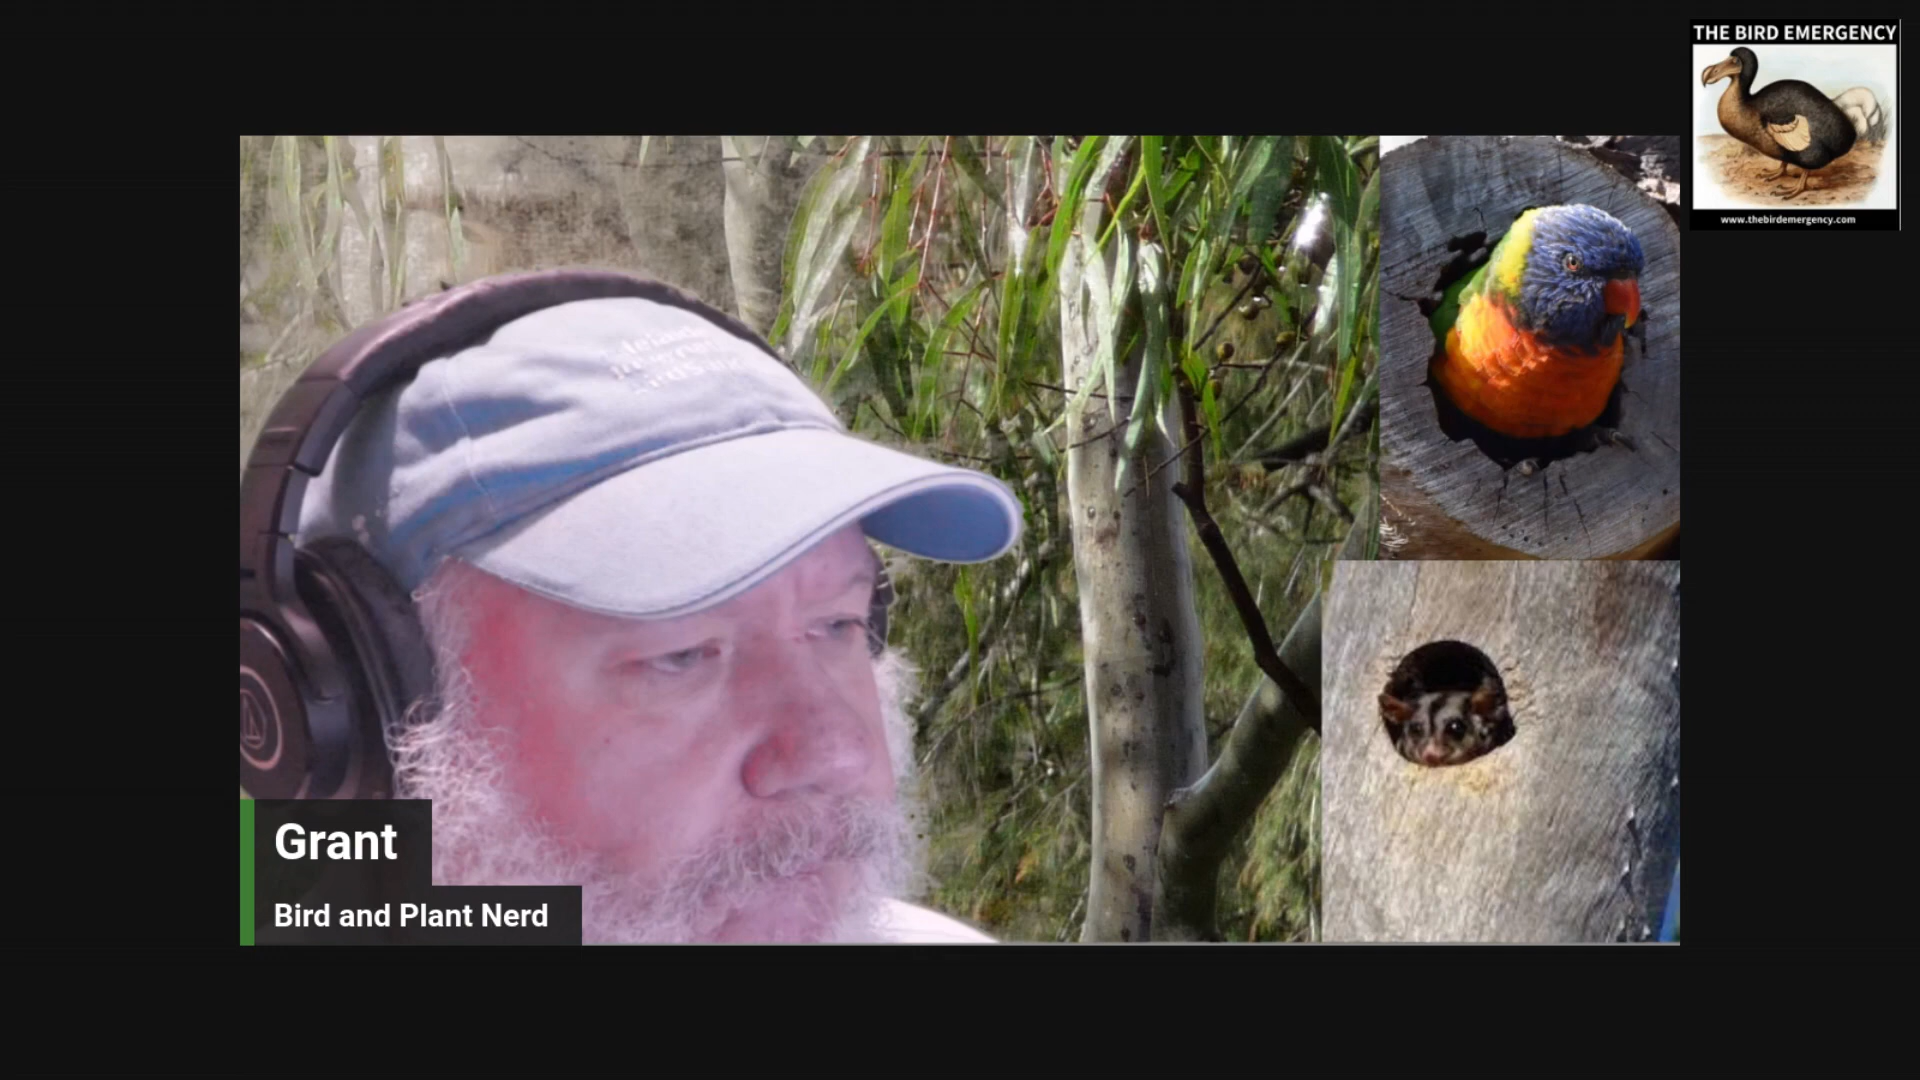 THE BIRD EMERGENCY
www.thebirdemergency.com
Grant
Bird and Plant Nerd